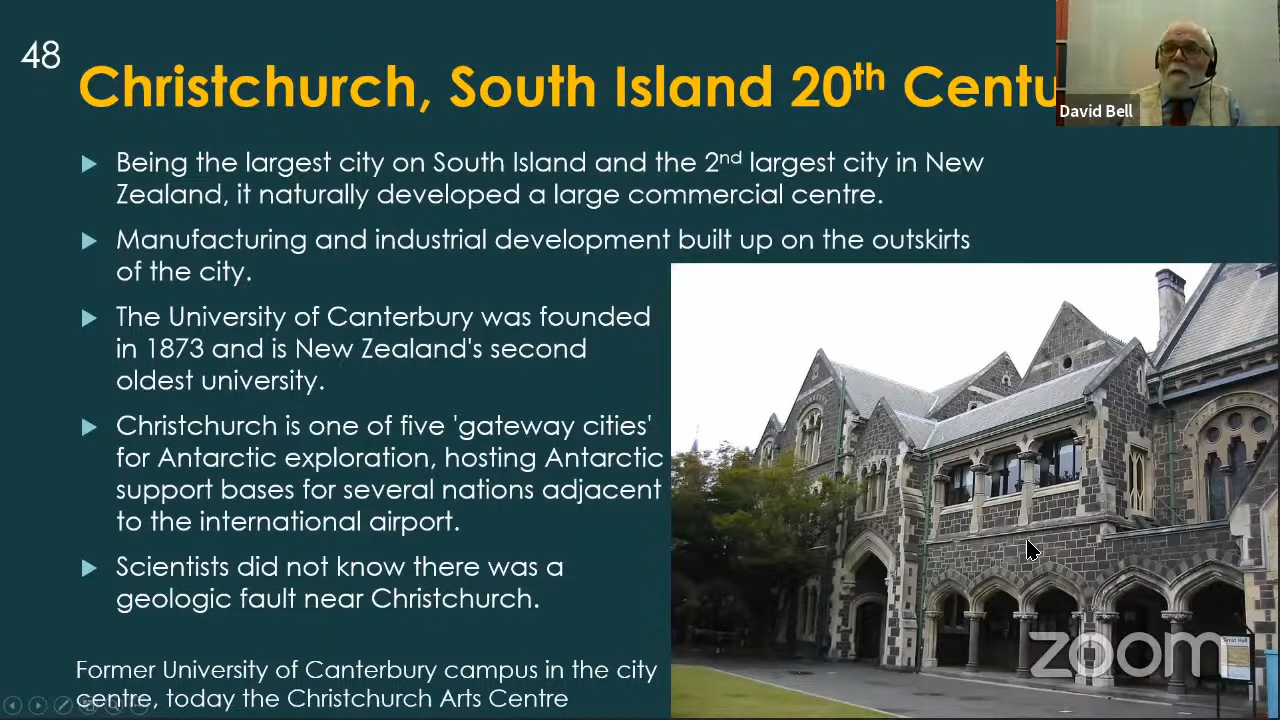 48
Christchurch, South Island 20th Centu
David Bell
Being the largest city on South Island and the 2nd largest city in New
Zealand, it naturally developed a large commercial centre.
Manufacturing and industrial development built up on the outskirts
of the city.
The University of Canterbury was founded
in 1873 and is New Zealand's second
oldest university.
Christchurch is one of five 'gateway cities'
for Antarctic exploration, hosting Antarctic
support bases for several nations adjacent
to the international airport.
Scientists did not know there was a
geologic fault near Christchurch.
Former University of Canterbury campus in the city
centre, today the Christchurch Arts Centre
zoom